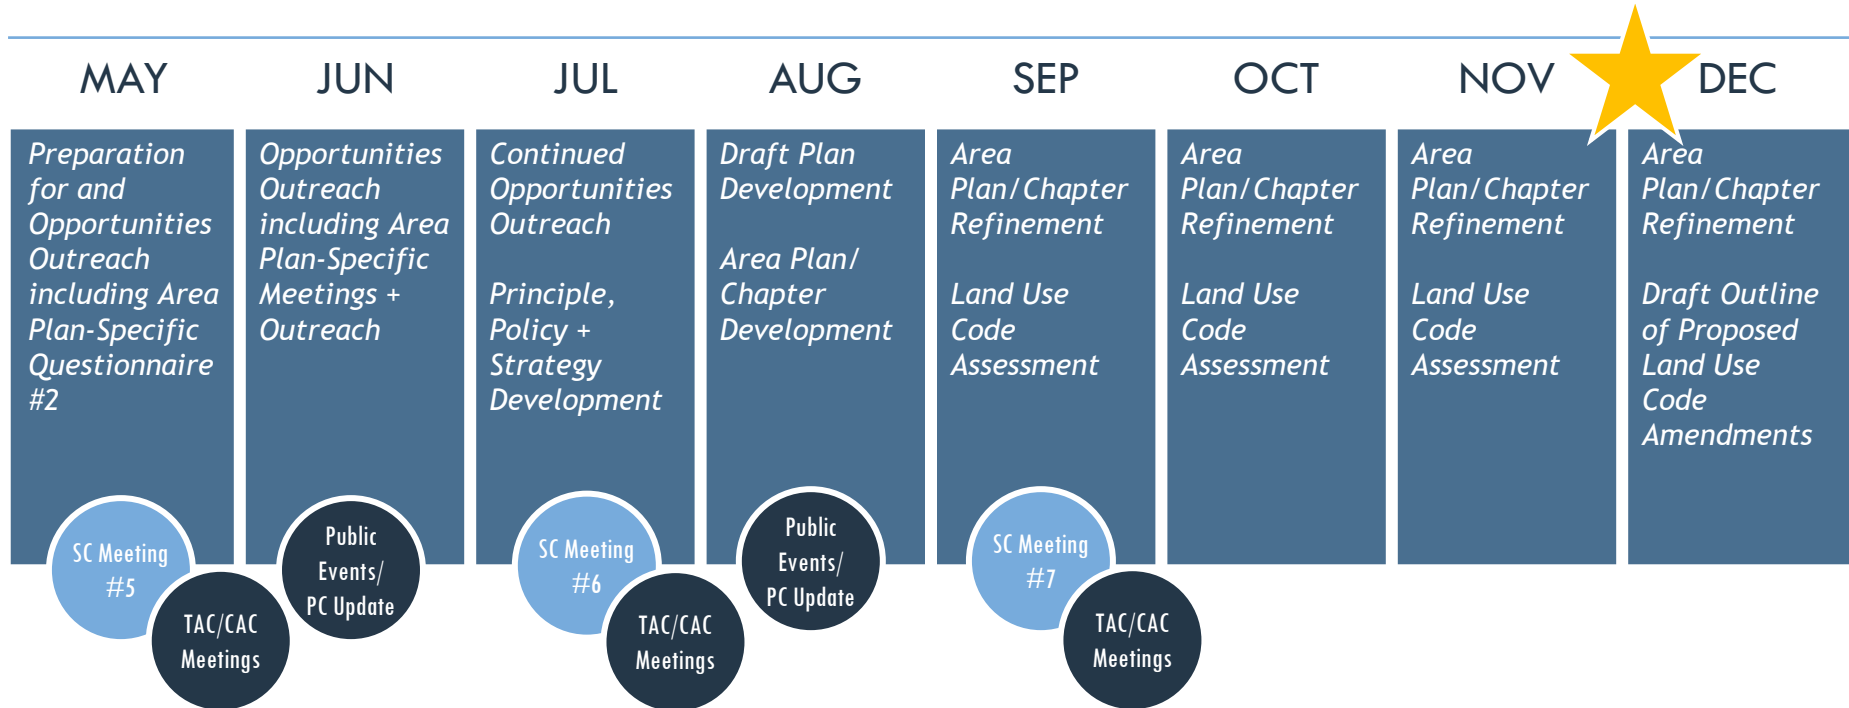 MAY
JUN
JUL
AUG
SEP
OCT
NOV
DEC
Preparation
for and
Opportunities
Outreach
including Area
Plan-Specific
Questionnaire
#2
Opportunities
Outreach
including Area
Plan-Specific
Meetings +
Outreach
Continued
Opportunities
Outreach
Principle,
Policy +
Strategy
Development
Draft Plan
Development
Area Plan/
Chapter
Development
Area
Plan/Chapter
Refinement
Land Use
Code
Assessment
Area
Plan/Chapter
Refinement
Land Use
Code
Assessment
Area
Plan/Chapter
Refinement
Land Use
Code
Assessment
Area
Plan/Chapter
Refinement
Draft Outline
of Proposed
Land Use
Code
Amendments
SC Meeting
#5
TAC/CAC
Meetings
Public
Events/
PC Update
SC Meeting
#6
TAC/CAC
Meetings
Public
Events/
PC Update
SC Meeting
#7
TAC/CAC
Meetings